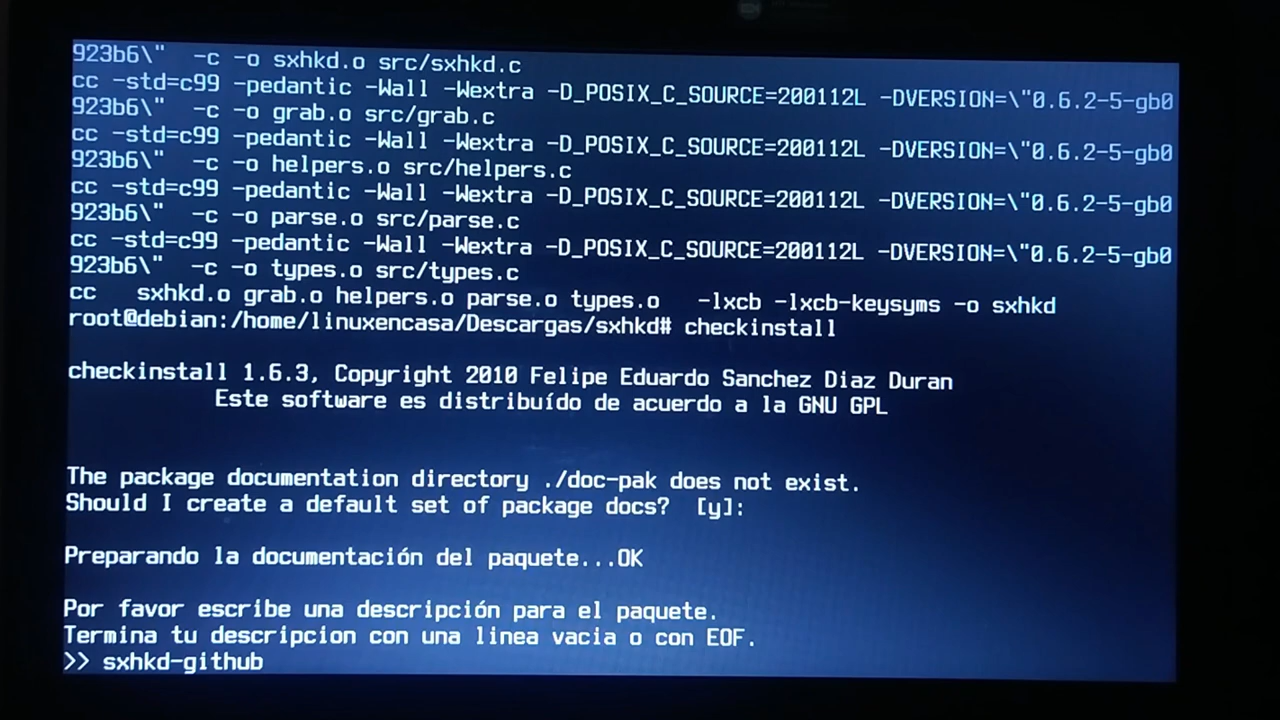 923b6\"  -c -o sxhkd.o src/sxhkd.c
cc -std=c99 -pedantic -Wall -Wextra -D_POSIX_C_SOURCE=200112L -DVERSION=\"0.6.2-5-gb0
923b6\"  -c -o grab.o src/grab.c
cc -std=c99 -pedantic -Wall -Wextra -D_POSIX_C_SOURCE=200112L -DVERSION=\"0.6.2-5-gb0
923b6\"  -c -o helpers.o src/helpers.c
cc -std=c99 -pedantic -Wall -Wextra -D_POSIX_C_SOURCE=200112L -DVERSION=\"0.6.2-5-gb0
923b6\"  -c -o parse.o src/parse.c
cc -std=c99 -pedantic -Wall -Wextra -D_POSIX_C_SOURCE=200112L -DVERSION=\"0.6.2-5-gb0
923b6\"  -c -o types.o src/types.c
cc   sxhkd.o grab.o helpers.o parse.o types.o   -lxcb -lxcb-keysyms -o sxhkd
root@debian:/home/linuxencasa/Descargas/sxhkd# checkinstall
checkinstall 1.6.3, Copyright 2010 Felipe Eduardo Sanchez Diaz Duran
Este software es distribuído de acuerdo a la GNU GPL
The package documentation directory ./doc-pak does not exist.
Should I create a default set of package docs?  [y]:
Preparando la documentación del paquete...OK
Por favor escribe una descripción para el paquete.
Termina tu descripcion con una linea vacia o con EOF.
>> sxhkd-github